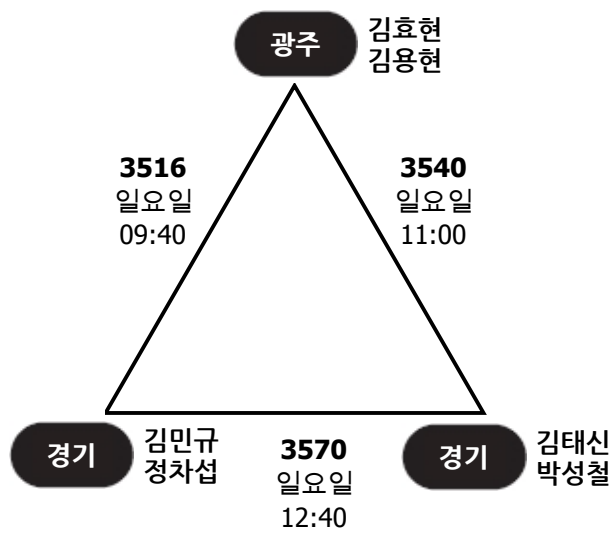 광주
김효현
김용현
3516
일요일
09:40
3540
일요일
11:00
경기
김민규
정차섭
3570
일요일
12:40
경기
김태신
박성철